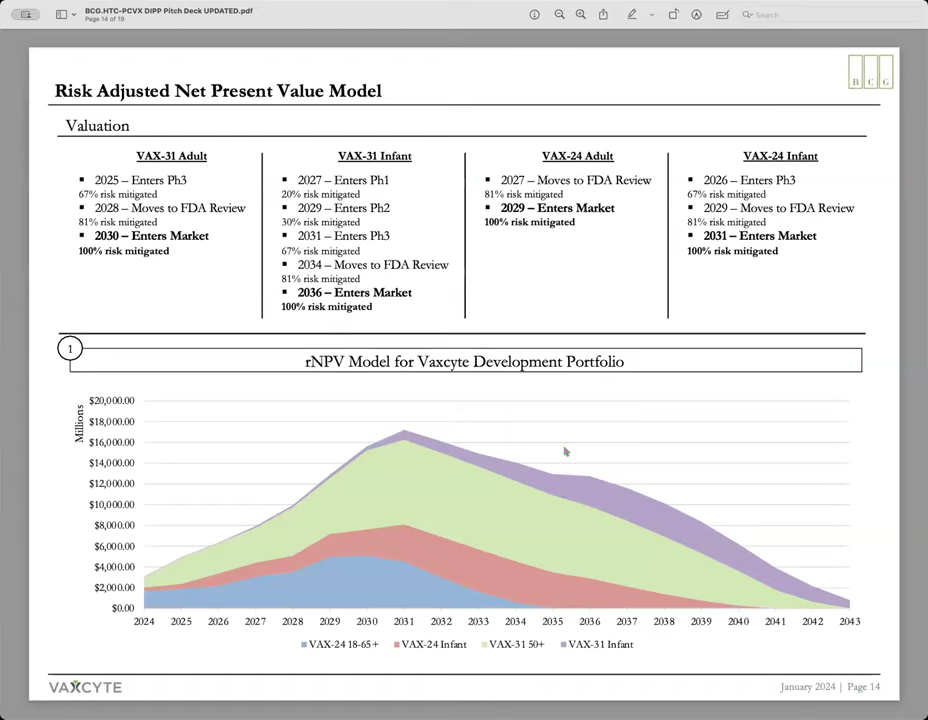 BCG.HTC-PCVX DIPP Pitch Deck UPDATED.pdf
Page 14 of 19
Search
B C G
Risk Adjusted Net Present Value Model
Valuation
VAX-31 Adult
▪ 2025 – Enters Ph3
67% risk mitigated
▪ 2028 – Moves to FDA Review
81% risk mitigated
▪ 2030 – Enters Market
100% risk mitigated
VAX-31 Infant
▪ 2027 – Enters Ph1
20% risk mitigated
▪ 2029 – Enters Ph2
30% risk mitigated
▪ 2031 – Enters Ph3
67% risk mitigated
▪ 2034 – Moves to FDA Review
81% risk mitigated
▪ 2036 – Enters Market
100% risk mitigated
VAX-24 Adult
▪ 2027 – Moves to FDA Review
81% risk mitigated
▪ 2029 – Enters Market
100% risk mitigated
VAX-24 Infant
▪ 2026 – Enters Ph3
67% risk mitigated
▪ 2029 – Moves to FDA Review
81% risk mitigated
▪ 2031 – Enters Market
100% risk mitigated
1
rNPV Model for Vaxcyte Development Portfolio
Millions
$20,000.00
$18,000.00
$16,000.00
$14,000.00
$12,000.00
$10,000.00
$8,000.00
$6,000.00
$4,000.00
$2,000.00
$0.00
2024 2025 2026 2027 2028 2029 2030 2031 2032 2033 2034 2035 2036 2037 2038 2039 2040 2041 2042 2043
VAX-24 18-65+ VAX-24 Infant VAX-31 50+ VAX-31 Infant
VAXCYTE
January 2024 | Page 14